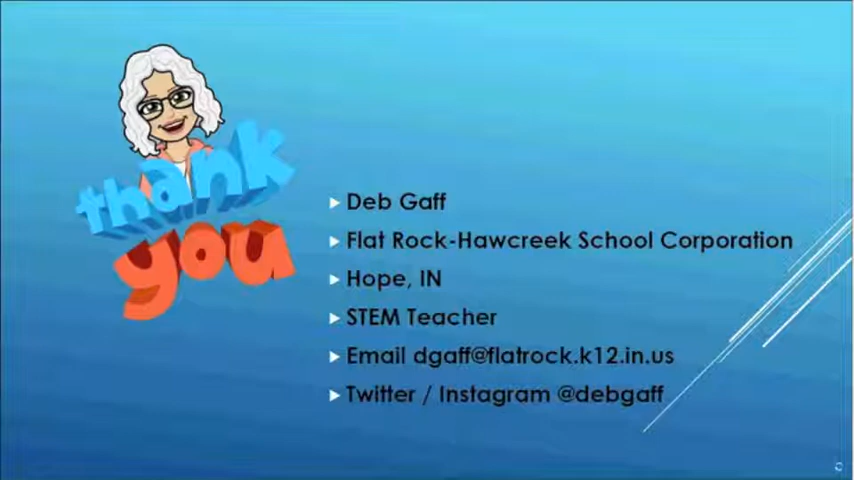 thank
you
Deb Gaff
Flat Rock-Hawcreek School Corporation
Hope, IN
STEM Teacher
Email dgaff@flatrock.k12.in.us
Twitter / Instagram @debgaff